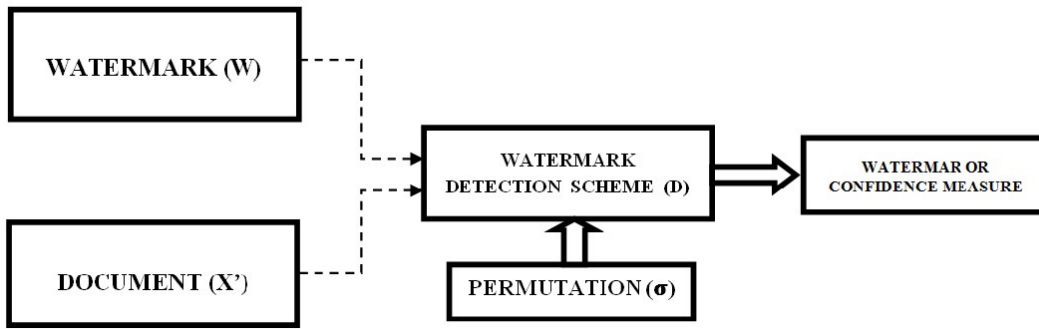 WATERMARK (W)
WATERMARK
DETECTION SCHEME (D)
WATERMAR OR
CONFIDENCE MEASURE
DOCUMENT (X’)
PERMUTATION (σ)